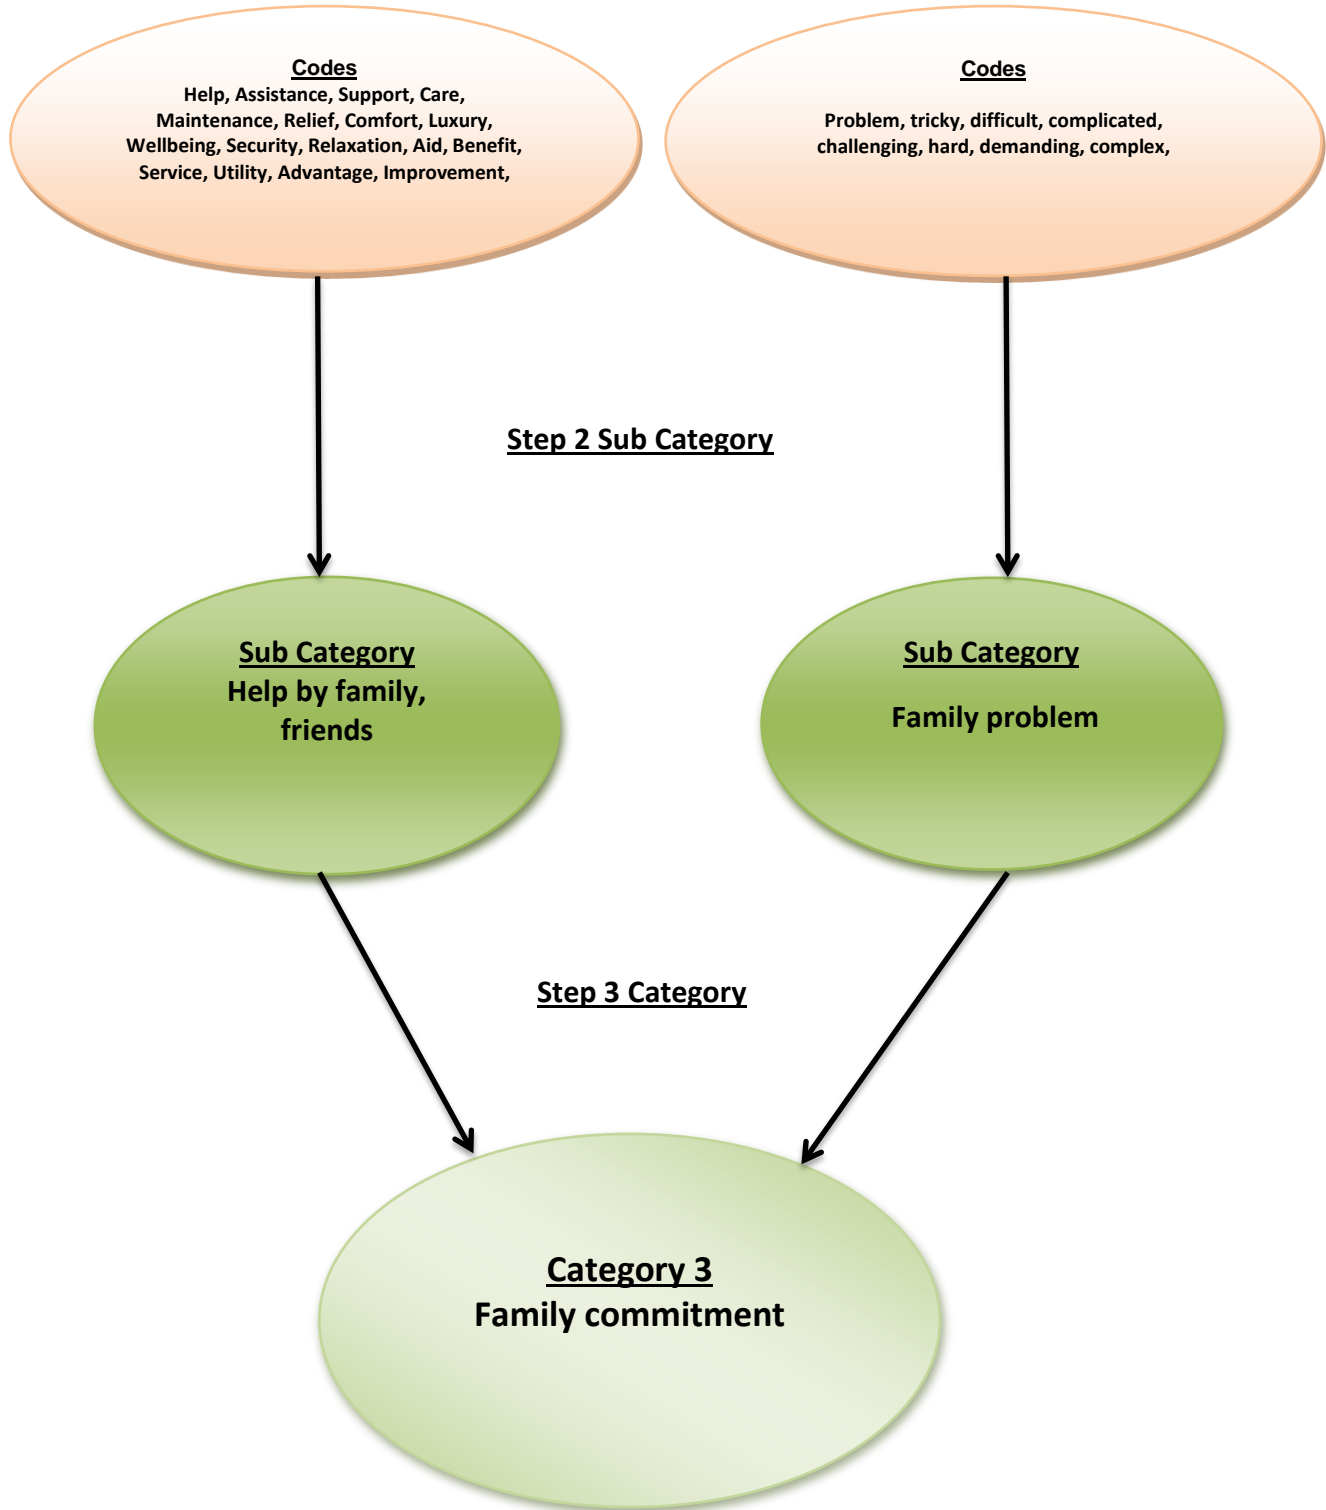 Codes
Help, Assistance, Support, Care,
Maintenance, Relief, Comfort, Luxury,
Wellbeing, Security, Relaxation, Aid, Benefit,
Service, Utility, Advantage, Improvement,
Codes
Problem, tricky, difficult, complicated,
challenging, hard, demanding, complex,
Step 2 Sub Category
Sub Category
Help by family,
friends
Sub Category
Family problem
Step 3 Category
Category 3
Family commitment